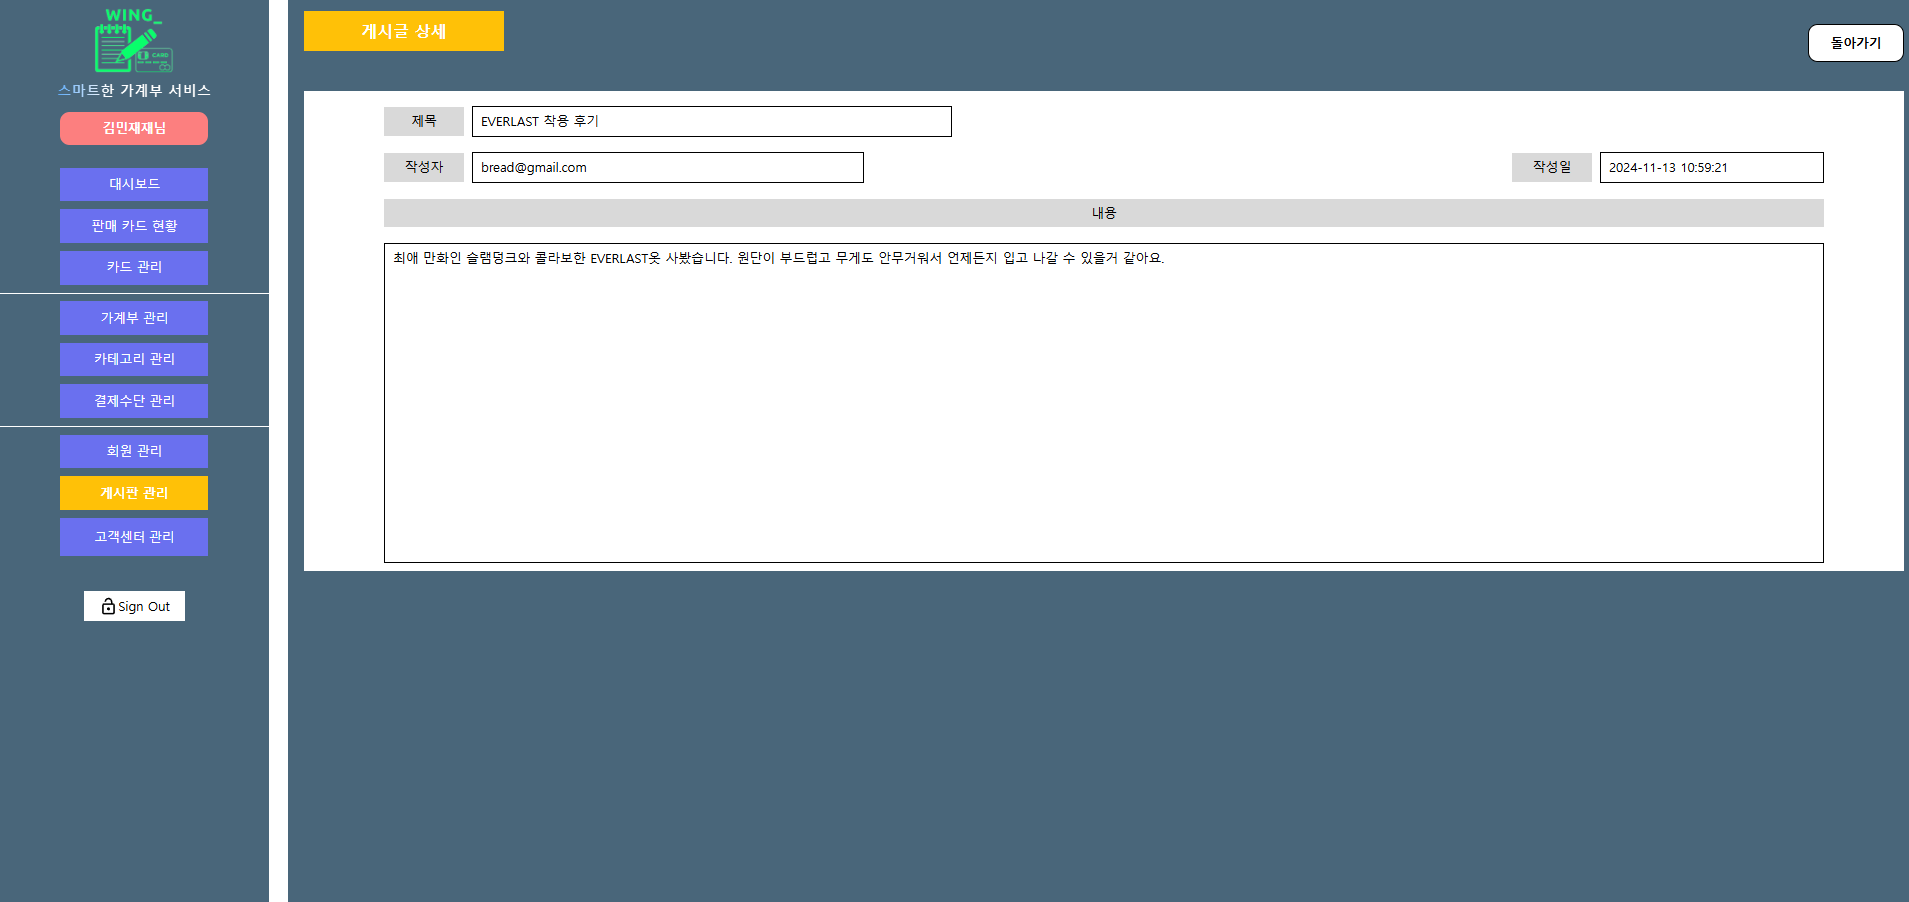 WING_
CARD
스마트한 가계부 서비스
김민재재님
대시보드
판매 카드 현황
카드 관리
가계부 관리
카테고리 관리
결제수단 관리
회원 관리
게시판 관리
고객센터 관리
Sign Out
게시글 상세
돌아가기
제목 EVERLAST 착용 후기
작성자 bread@gmail.com 작성일 2024-11-13 10:59:21
내용
최애 만화인 슬램덩크와 콜라보한 EVERLAST옷 사봤습니다. 원단이 부드럽고 무게도 안무거워서 언제든지 입고 나갈 수 있을거 같아요.